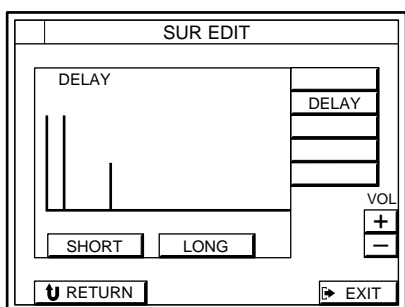 SUR EDIT
DELAY
DELAY
VOL
+
–
SHORT LONG
RETURN EXIT